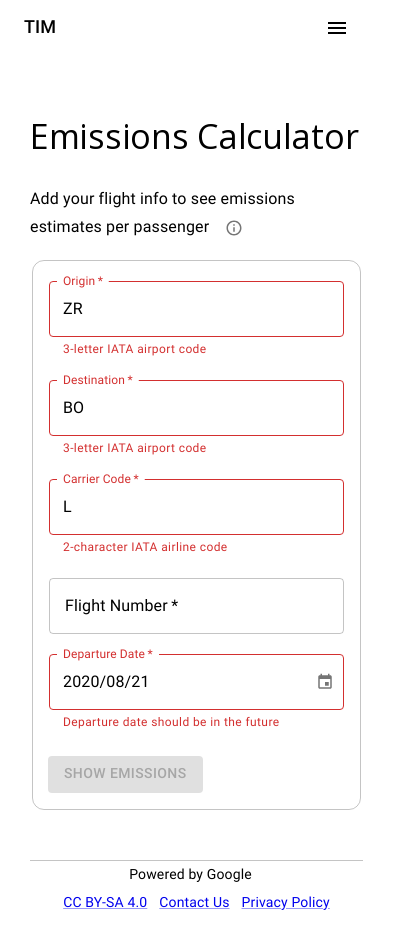 TIM
Emissions Calculator
Add your flight info to see emissions
estimates per passenger
Origin *
ZR
3-letter IATA airport code
Destination *
BO
3-letter IATA airport code
Carrier Code *
L
2-character IATA airline code
Flight Number *
Departure Date *
2020/08/21
Departure date should be in the future
SHOW EMISSIONS
Powered by Google
CC BY-SA 4.0 Contact Us Privacy Policy